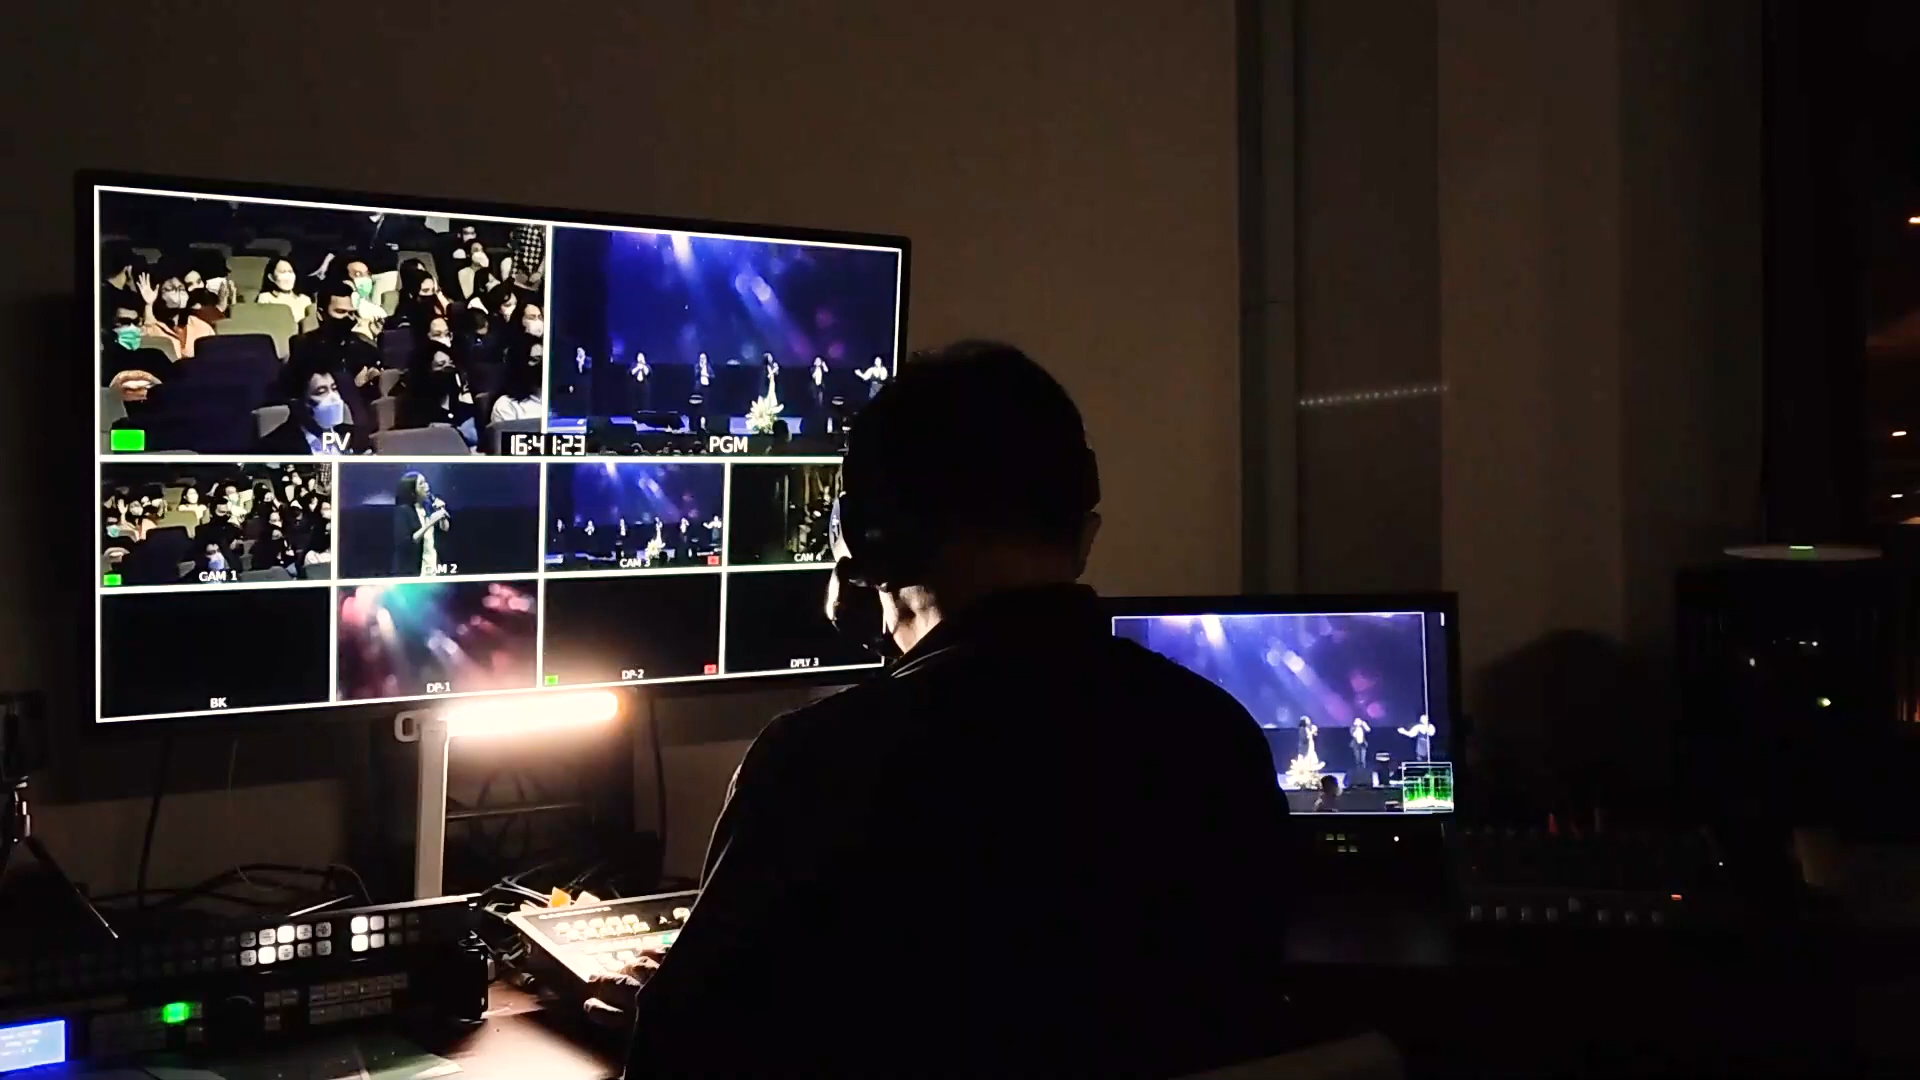 PV
16:41:23
PGM
CAM 1
CAM 2
CAM 3
CAM 4
BK
DP-1
DP-2
DPLY 3